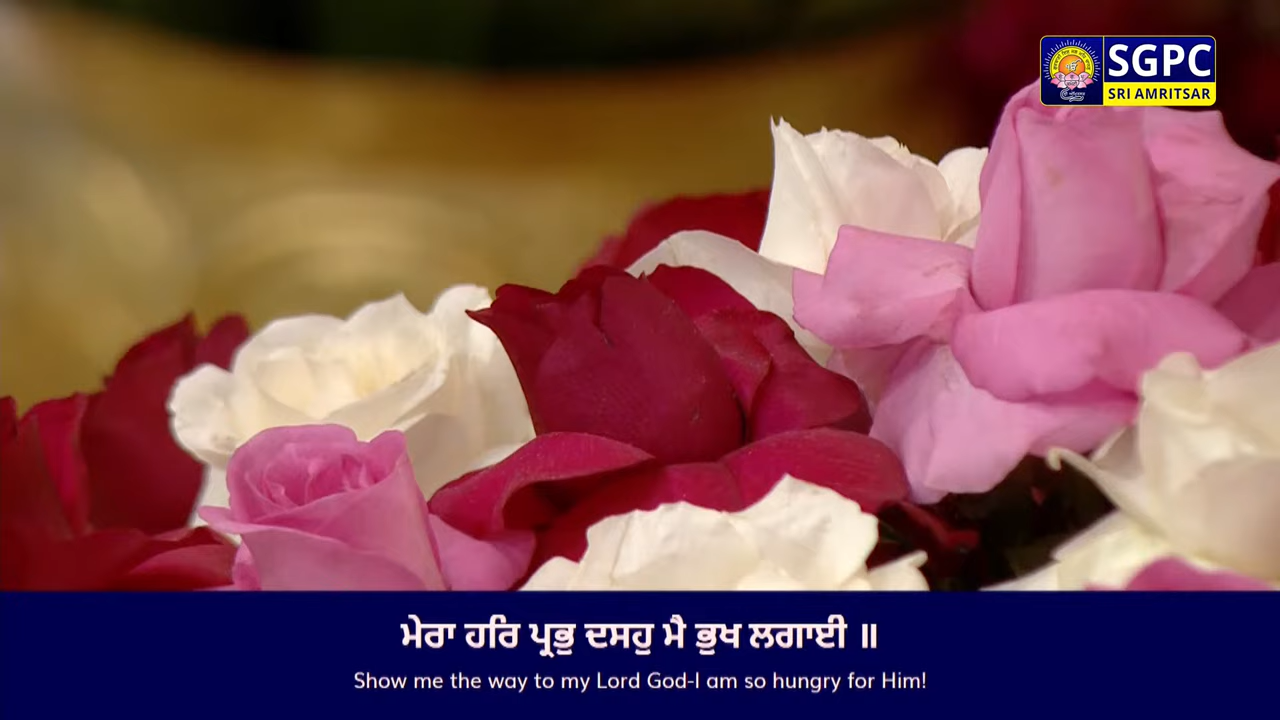 SGPC
SRI AMRITSAR
ਮੇਰਾ ਹਰਿ ਪ੍ਰਭੁ ਦਸਹੁ ਮੈ ਭੁਖ ਲਗਾਈ ॥
Show me the way to my Lord God-I am so hungry for Him!